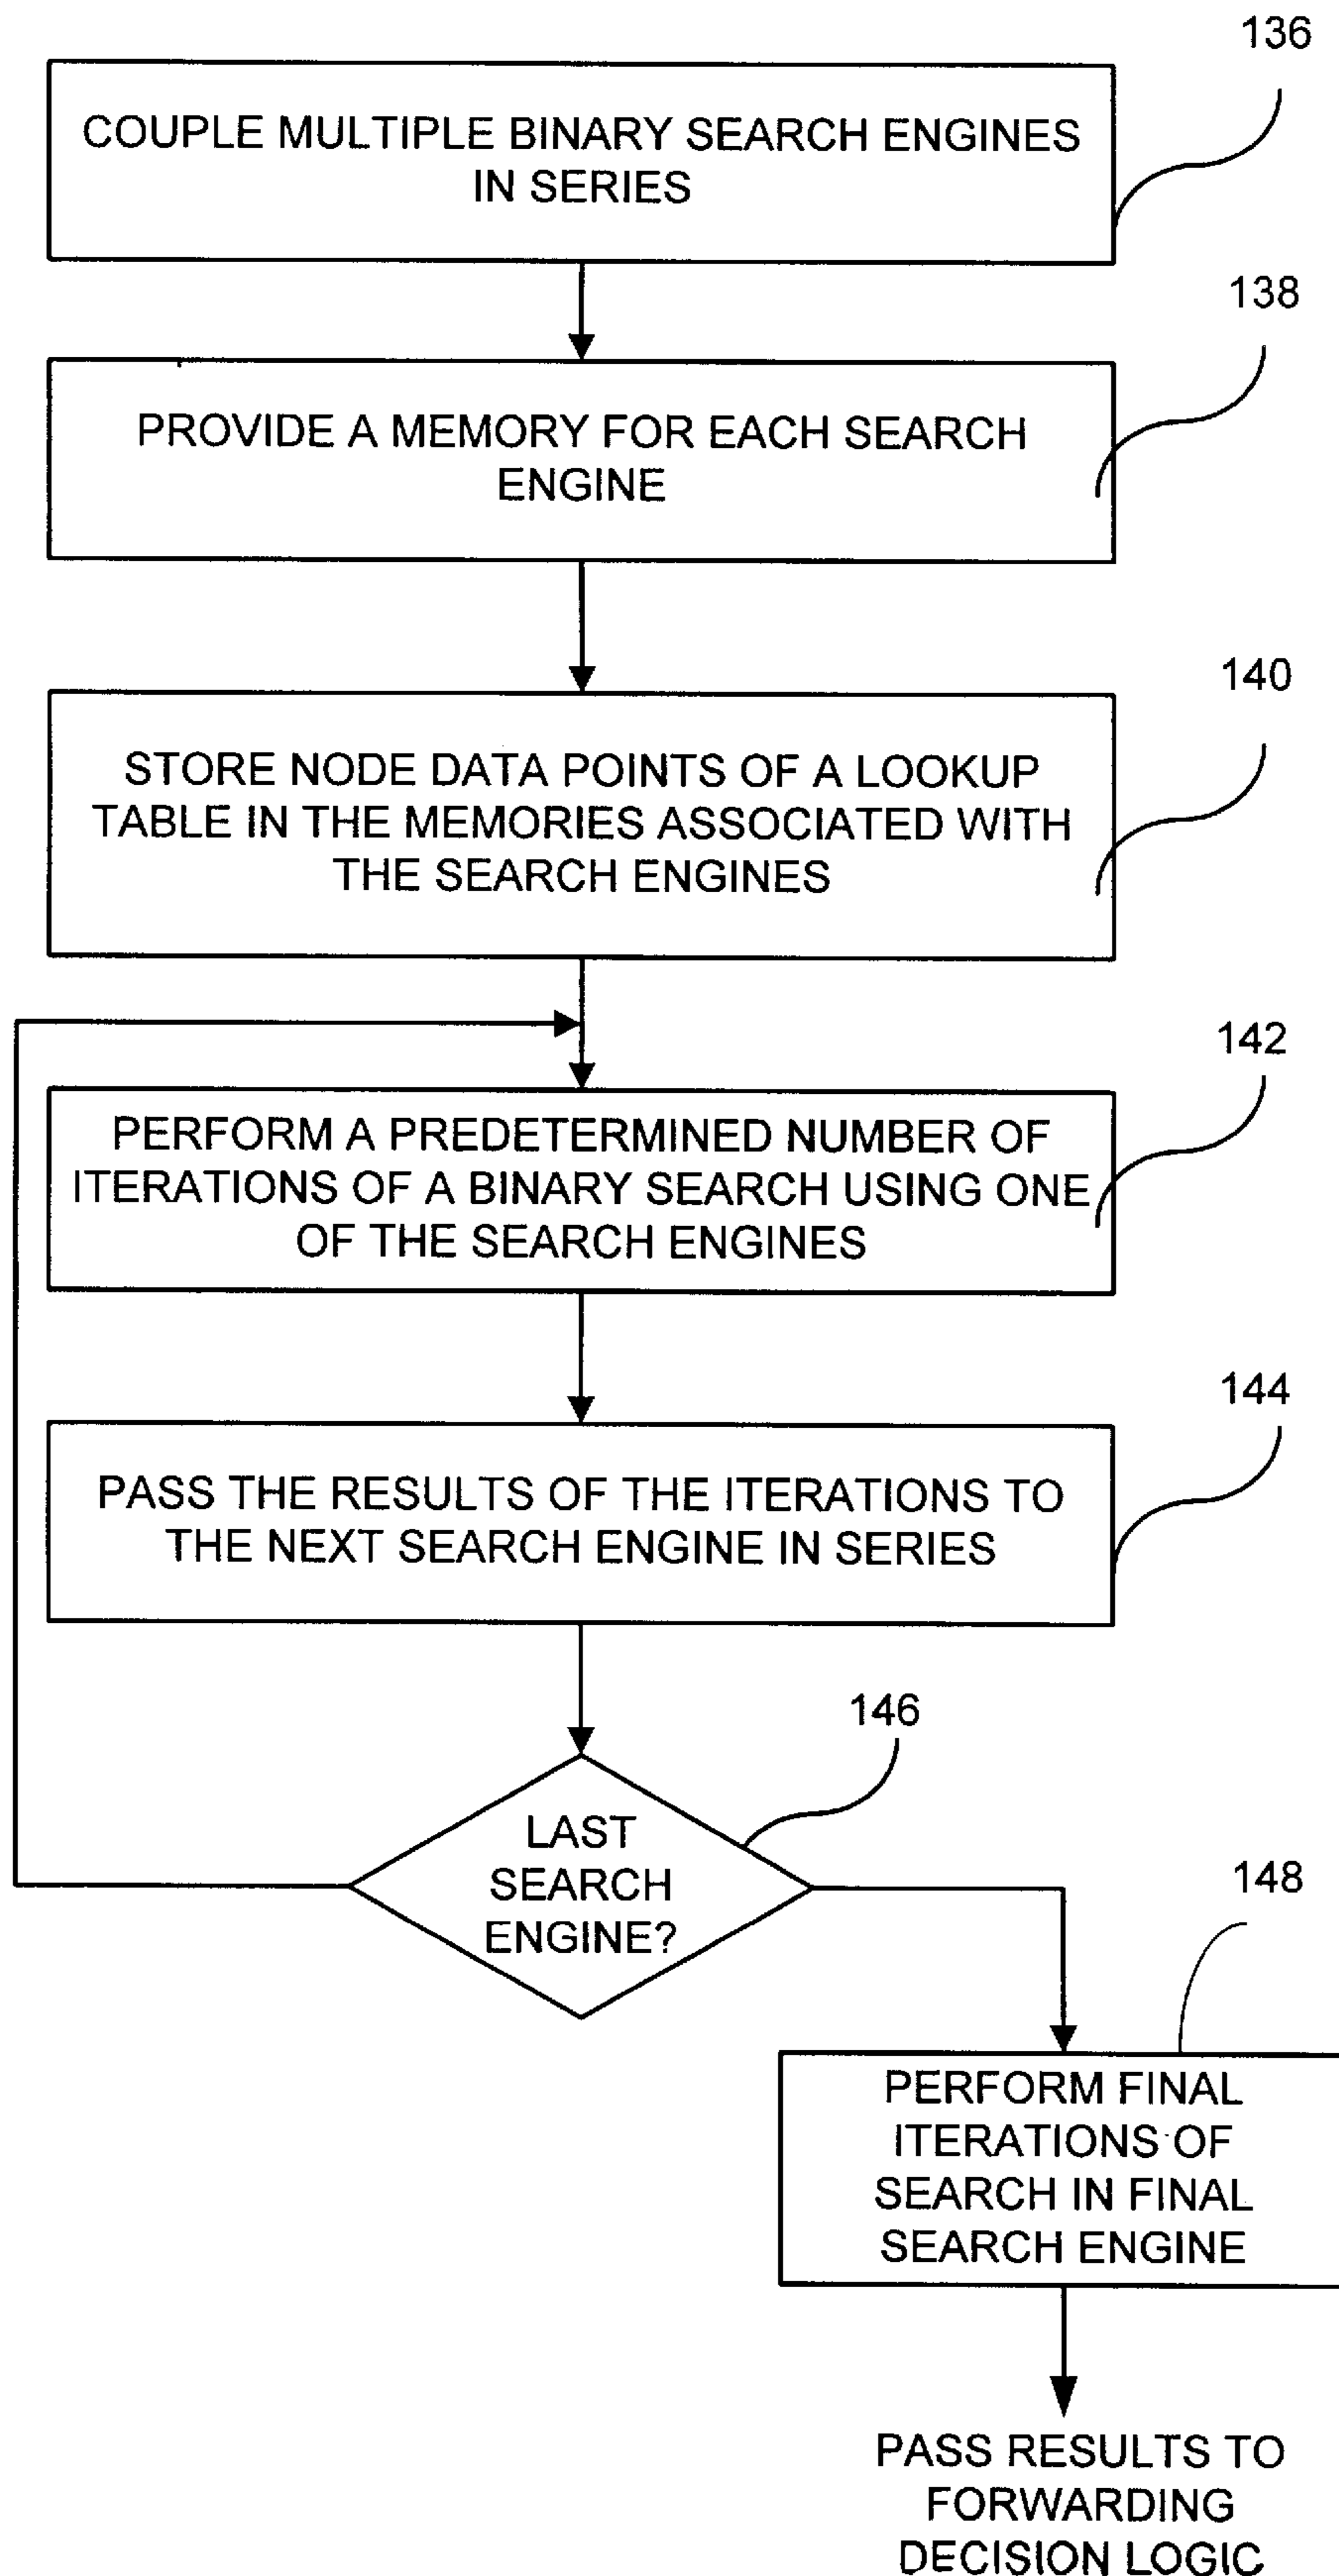 136
COUPLE MULTIPLE BINARY SEARCH ENGINES
IN SERIES
138
PROVIDE A MEMORY FOR EACH SEARCH
ENGINE
140
STORE NODE DATA POINTS OF A LOOKUP
TABLE IN THE MEMORIES ASSOCIATED WITH
THE SEARCH ENGINES
142
PERFORM A PREDETERMINED NUMBER OF
ITERATIONS OF A BINARY SEARCH USING ONE
OF THE SEARCH ENGINES
144
PASS THE RESULTS OF THE ITERATIONS TO
THE NEXT SEARCH ENGINE IN SERIES
146
LAST
SEARCH
ENGINE?
148
PERFORM FINAL
ITERATIONS OF
SEARCH IN FINAL
SEARCH ENGINE
PASS RESULTS TO
FORWARDING
DECISION LOGIC